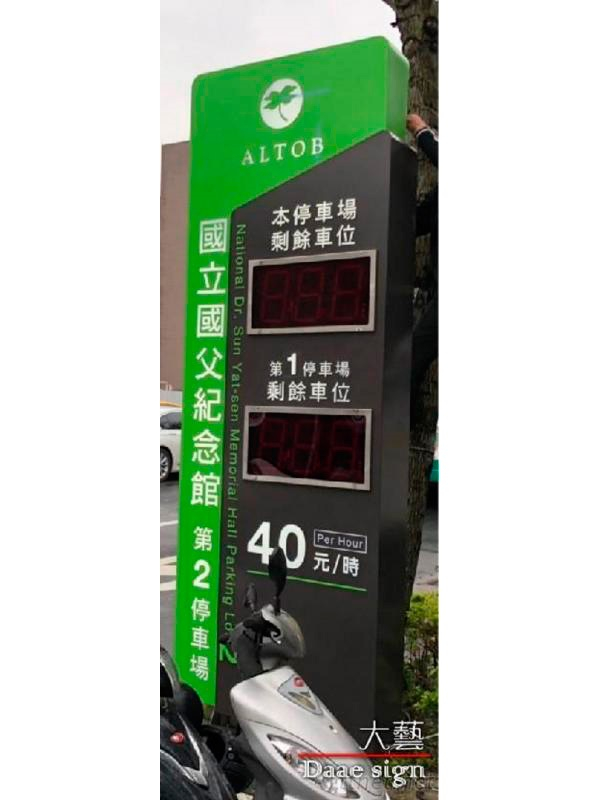 ALTOB
本停車場
剩餘車位
第1停車場
剩餘車位
40 Per Hour
元/時
國立國父紀念館 第2停車場
National Dr. Sun Yat-sen Memorial Hall Parking
大藝
Daae sign